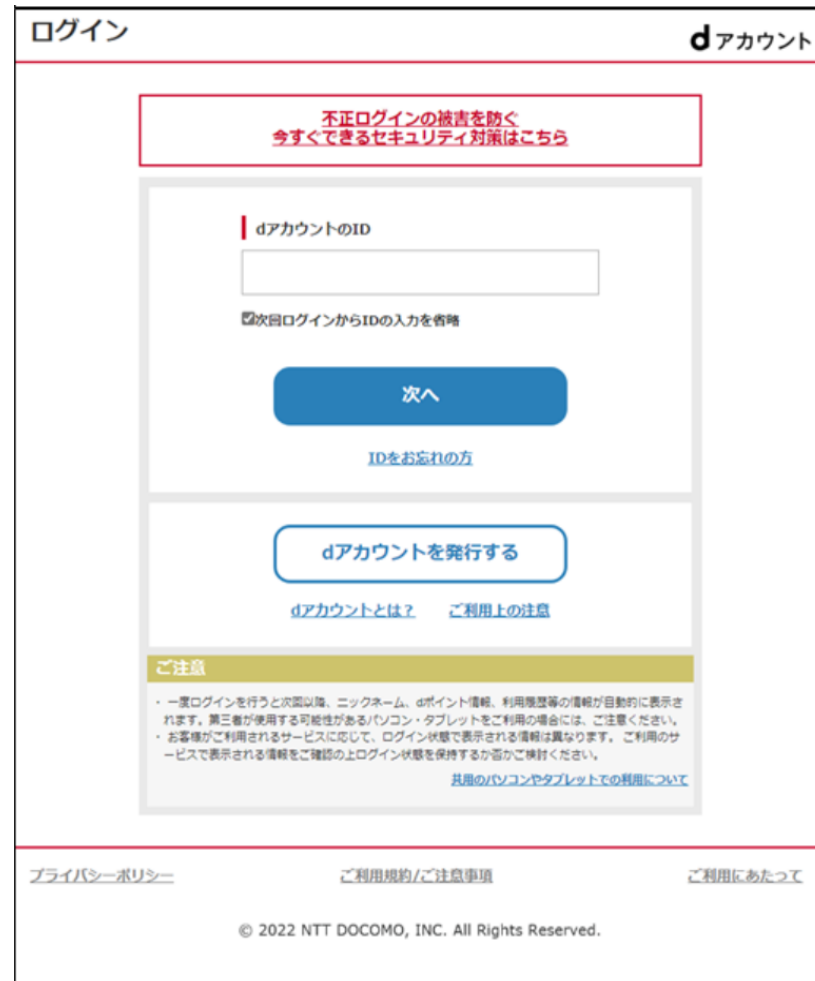 ログイン
dアカウント
不正ログインの被害を防ぐ
今すぐできるセキュリティ対策はこちら
dアカウントのID
次回ログインからIDの入力を省略
次へ
IDをお忘れの方
dアカウントを発行する
dアカウントとは？ ご利用上の注意
ご注意
・ 一度ログインを行うと次回以降、ニックネーム、dポイント情報、利用履歴等の情報が自動的に表示さ
れます。第三者が使用する可能性があるパソコン・タブレットをご利用の場合には、ご注意ください。
・ お客様がご利用されるサービスに応じて、ログイン状態で表示される情報は異なります。 ご利用のサ
ービスで表示される情報をご確認の上ログイン状態を保持するか否かご検討ください。
共用のパソコンやタブレットでの利用について
プライバシーポリシー ご利用規約/ご注意事項 ご利用にあたって
© 2022 NTT DOCOMO, INC. All Rights Reserved.